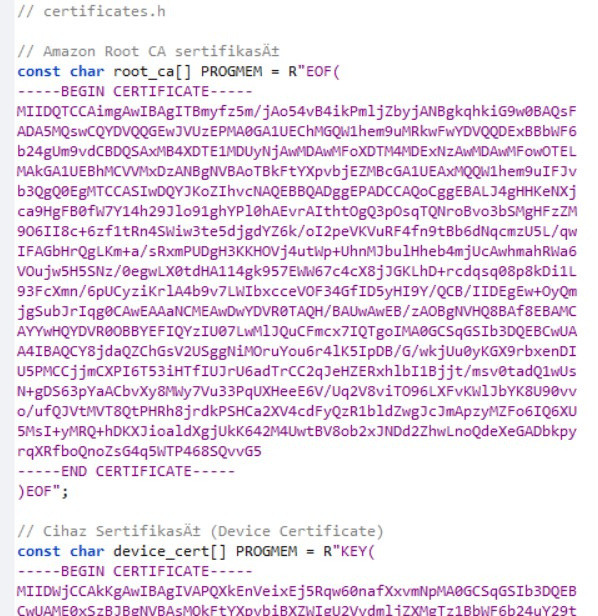 // certificates.h
// Amazon Root CA sertifikasÄ±
const char root_ca[] PROGMEM = R"EOF(
-----BEGIN CERTIFICATE-----
MIIDQTCCAimgAwIBAgITBmyfz5m/jAo54vB4ikPmljZbyjANBgkqhkiG9w0BAQsF
ADA5MQswCQYDVQQGEwJVUzEPMA0GA1UEChMGQW1hem9uMRkwFwYDVQQDExBBbWF6
b24gUm9vdCBDQSAxMB4XDTE1MDUyNjAwMDAwMFoXDTM4MDExNzAwMDAwMFowOTEL
MAkGA1UEBhMCVVMxDzANBgNVBAoTBkFtYXpvbjEZMBcGA1UEAxMQQW1hem9uIFJv
b3QgQ0EgMTCCASIwDQYJKoZIhvcNAQEBBQADggEPADCCAQoCggEBALJ4gHHKeNXj
ca9HgFB0fW7Y14h29Jlo91ghYPl0hAEvrAIthtOgQ3pOsqTQNroBvo3bSMgHFzZM
9O6II8c+6zf1tRn4SWiw3te5djgdYZ6k/oI2peVKVuRF4fn9tBb6dNqcmzU5L/qw
IFAGbHrQgLKm+a/sRxmPUDgH3KKHOVj4utWp+UhnMJbulHheb4mjUcAwhmahRWa6
VOujw5H5SNz/0egwLX0tdHA114gk957EWW67c4cX8jJGKLhD+rcdqsq08p8kDi1L
93FcXmn/6pUCyziKrlA4b9v7LWIbxcceVOF34GfID5yHI9Y/QCB/IIDEgEw+OyQm
jgSubJrIqg0CAwEAAaNCMEAwDwYDVR0TAQH/BAUwAwEB/zAOBgNVHQ8BAf8EBAMC
AYYwHQYDVR0OBBYEFIQYzIU07LwMlJQuCFmcx7IQTgoIMA0GCSqGSIb3DQEBCwUA
A4IBAQCY8jdaQZChGsV2USggNiMOruYou6r4lK5IpDB/G/wkjUu0yKGX9rbxenDI
U5PMCCjjmCXPI6T53iHTfIUJrU6adTrCC2qJeHZERxhlbI1Bjjt/msv0tadQ1wUs
N+gDS63pYaACbvXy8MWy7Vu33PqUXHeeE6V/Uq2V8viTO96LXFvKWlJbYK8U90vv
o/ufQJVtMVT8QtPHRh8jrdkPSHCa2XV4cdFyQzR1bldZwgJcJmApzyMZFo6IQ6XU
5MsI+yMRQ+hDKXJioaldXgjUkK642M4UwtBV8ob2xJNDd2ZhwLnoQdeXeGADbkpy
rqXRfboQnoZsG4q5WTP468SQvvG5
-----END CERTIFICATE-----
)EOF";
// Cihaz SertifikasÄ± (Device Certificate)
const char device_cert[] PROGMEM = R"KEY(
-----BEGIN CERTIFICATE-----
MIIDWjCCAkKgAwIBAgIVAPQXkEnVeixEj5Rqw60nafXxvmNpMA0GCSqGSIb3DQEB
CwUAME0xSzBJBgNVBAsMQkFtYXpvbiBXZWIgU2VydmljZXMgTz1BbWF6b24uY29t